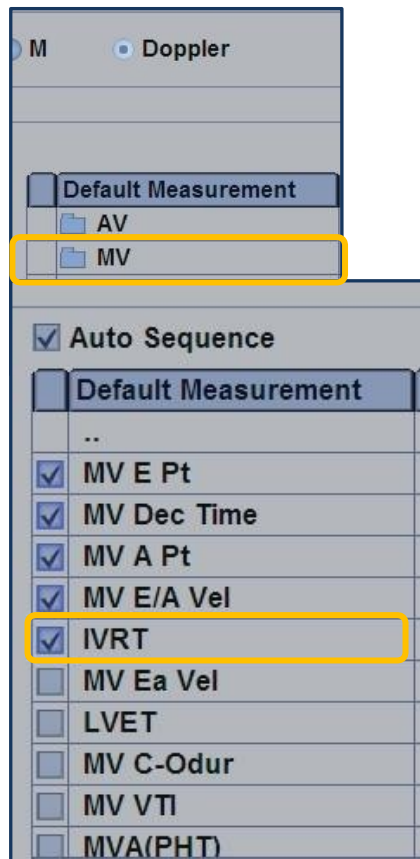 M Doppler
Default Measurement
AV
MV
Auto Sequence
Default Measurement
..
MV E Pt
MV Dec Time
MV A Pt
MV E/A Vel
IVRT
MV Ea Vel
LVET
MV C-Odur
MV VTI
MVA(PHT)